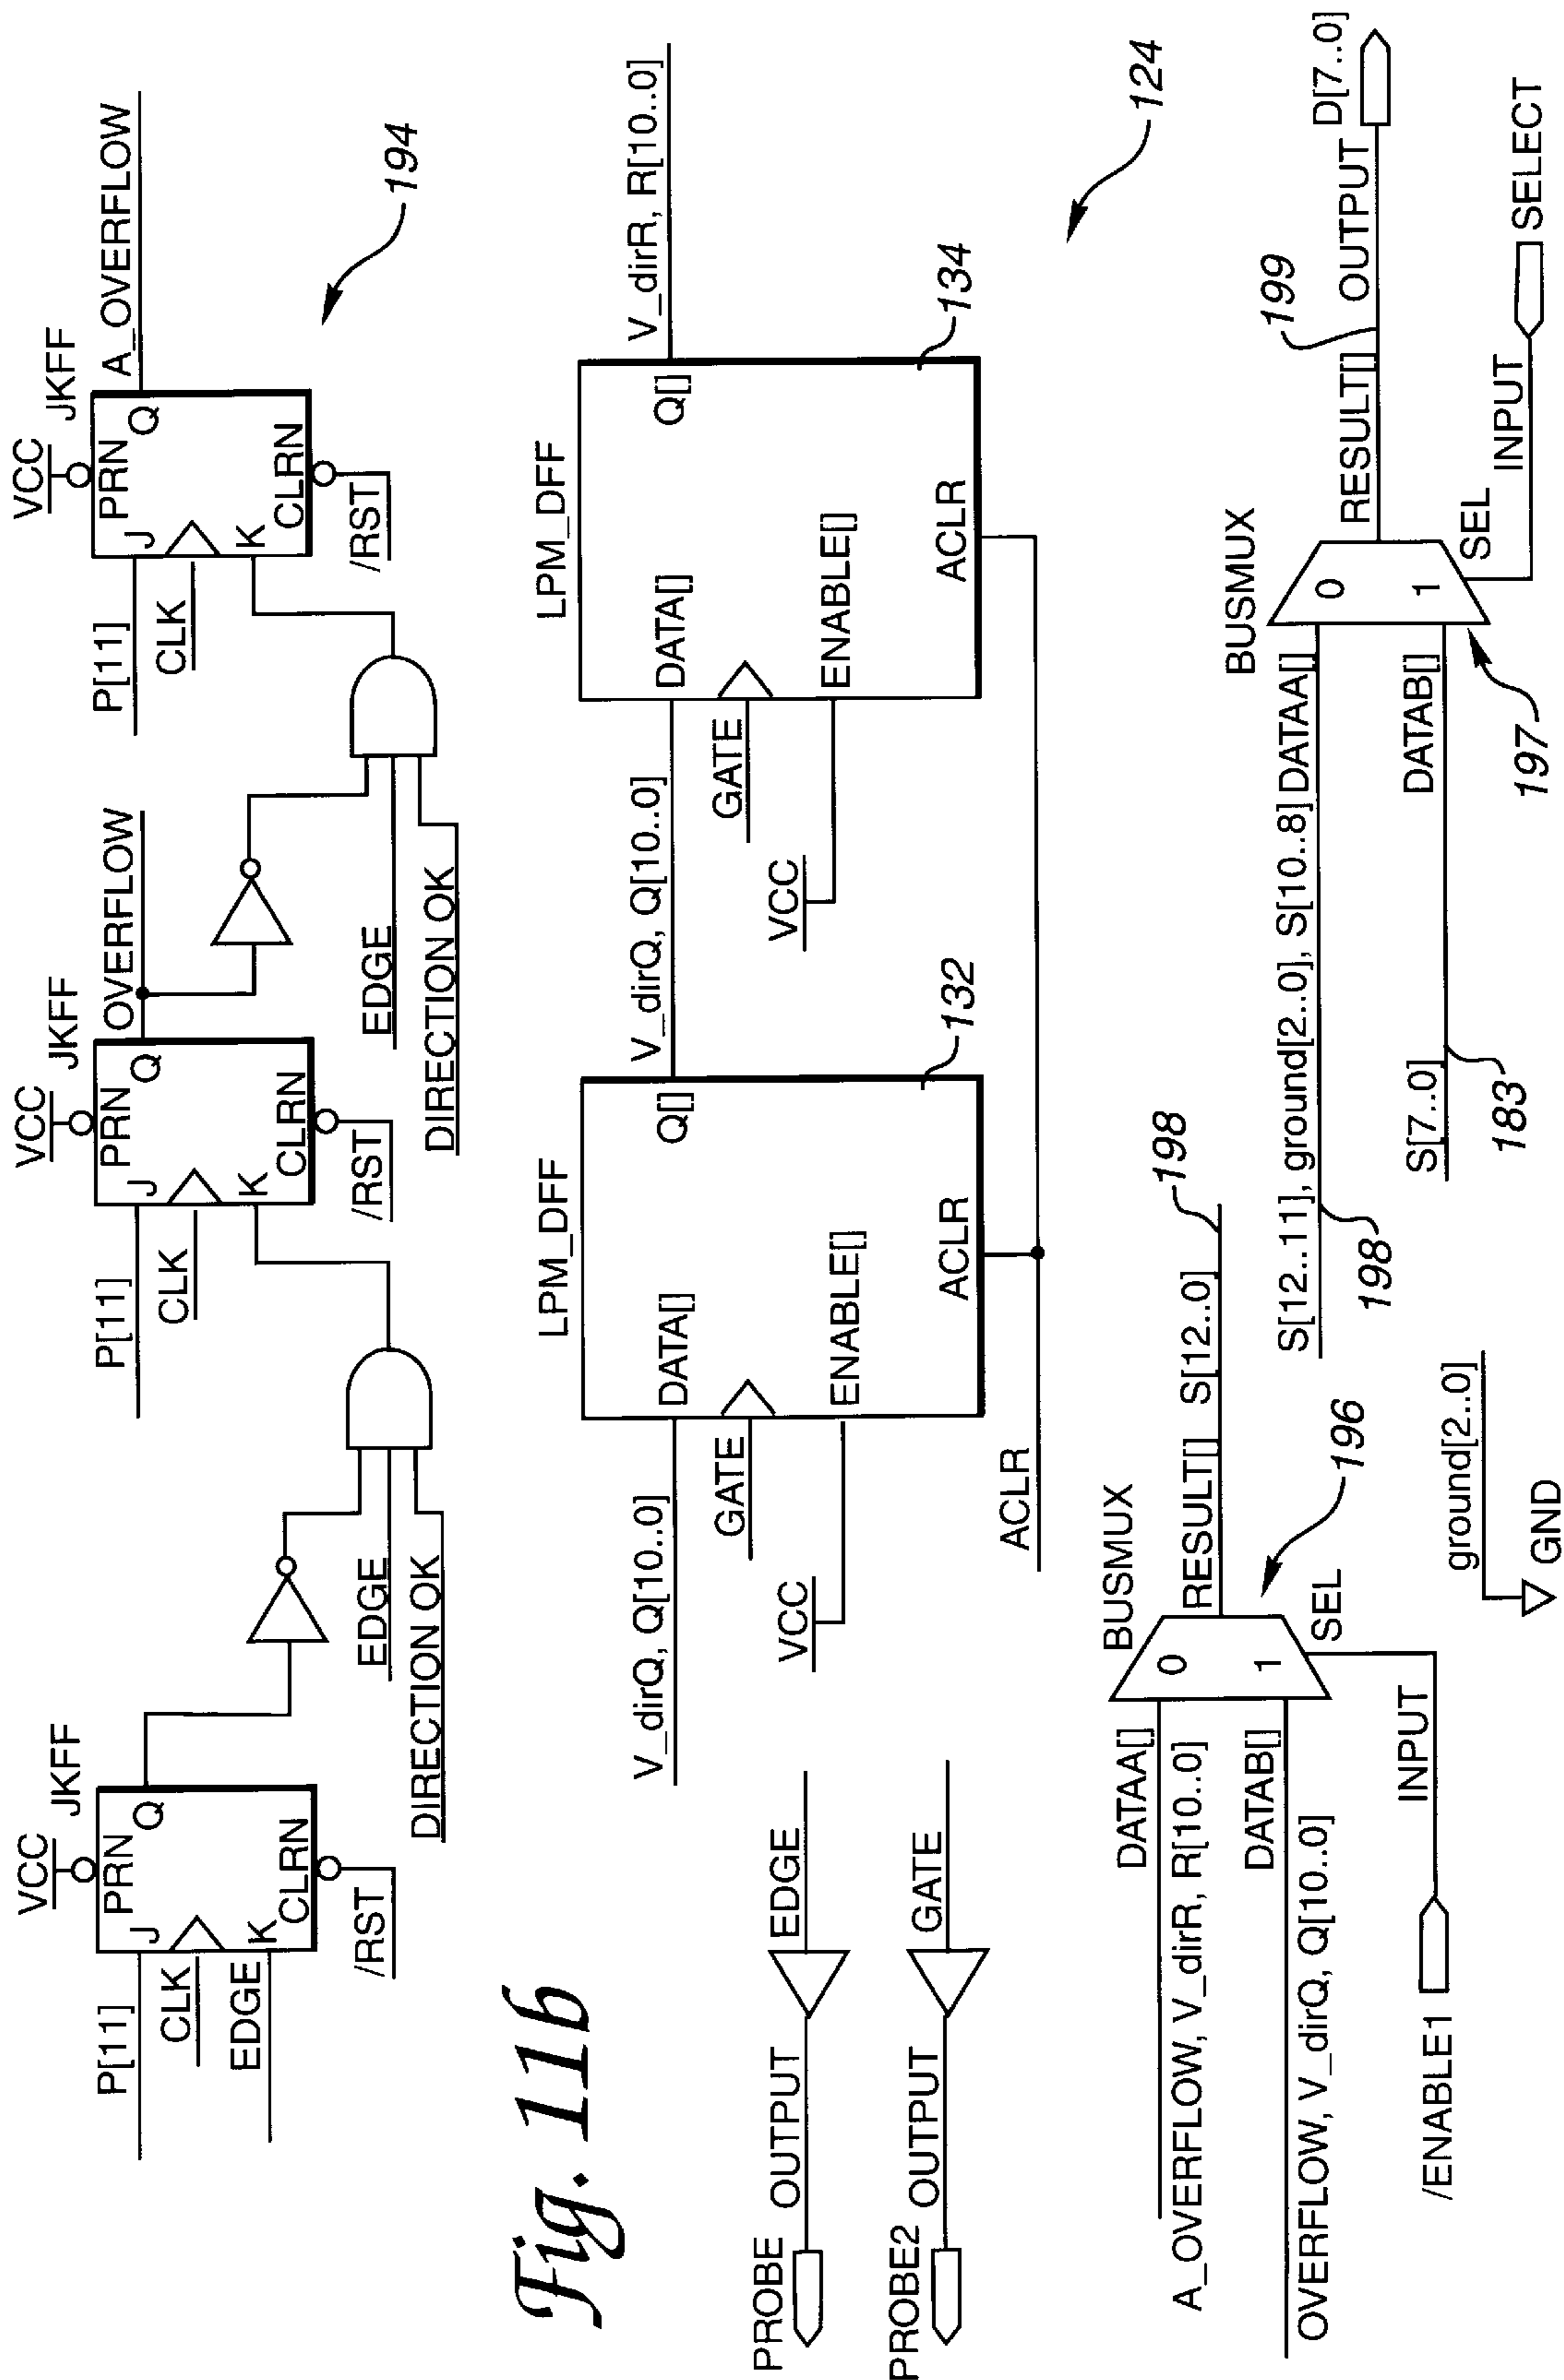 VCC
PRN
JKFF
J
Q
P[11]
CLK
EDGE
K
CLRN
/RST
EDGE
DIRECTION OK
VCC
PRN
JKFF
J
Q
OVERFLOW
P[11]
CLK
K
CLRN
/RST
EDGE
DIRECTION OK
VCC
PRN
JKFF
J
Q
A_OVERFLOW
P[11]
CLK
K
CLRN
/RST
194
Fig. 11b
LPM_DFF
V_dirQ, Q[10..0]
DATA[]
Q[]
GATE
VCC
ENABLE[]
ACLR
132
ACLR
LPM_DFF
V_dirQ, Q[10..0]
DATA[]
Q[]
V_dirR, R[10..0]
GATE
VCC
ENABLE[]
ACLR
134
124
PROBE
OUTPUT
EDGE
PROBE2
OUTPUT
GATE
BUSMUX
DATAA[]
A_OVERFLOW, V_dirR, R[10..0]
0
RESULT[]
S[12..0]
198
DATAB[]
OVERFLOW, V_dirQ, Q[10..0]
1
SEL
196
/ENABLE1
INPUT
ground[2..0]
GND
BUSMUX
S[12..11], ground[2..0], S[10..8]
DATAA[]
198
0
RESULT[]
199
OUTPUT
D[7..0]
S[7..0]
183
DATAB[]
1
SEL
197
INPUT
SELECT